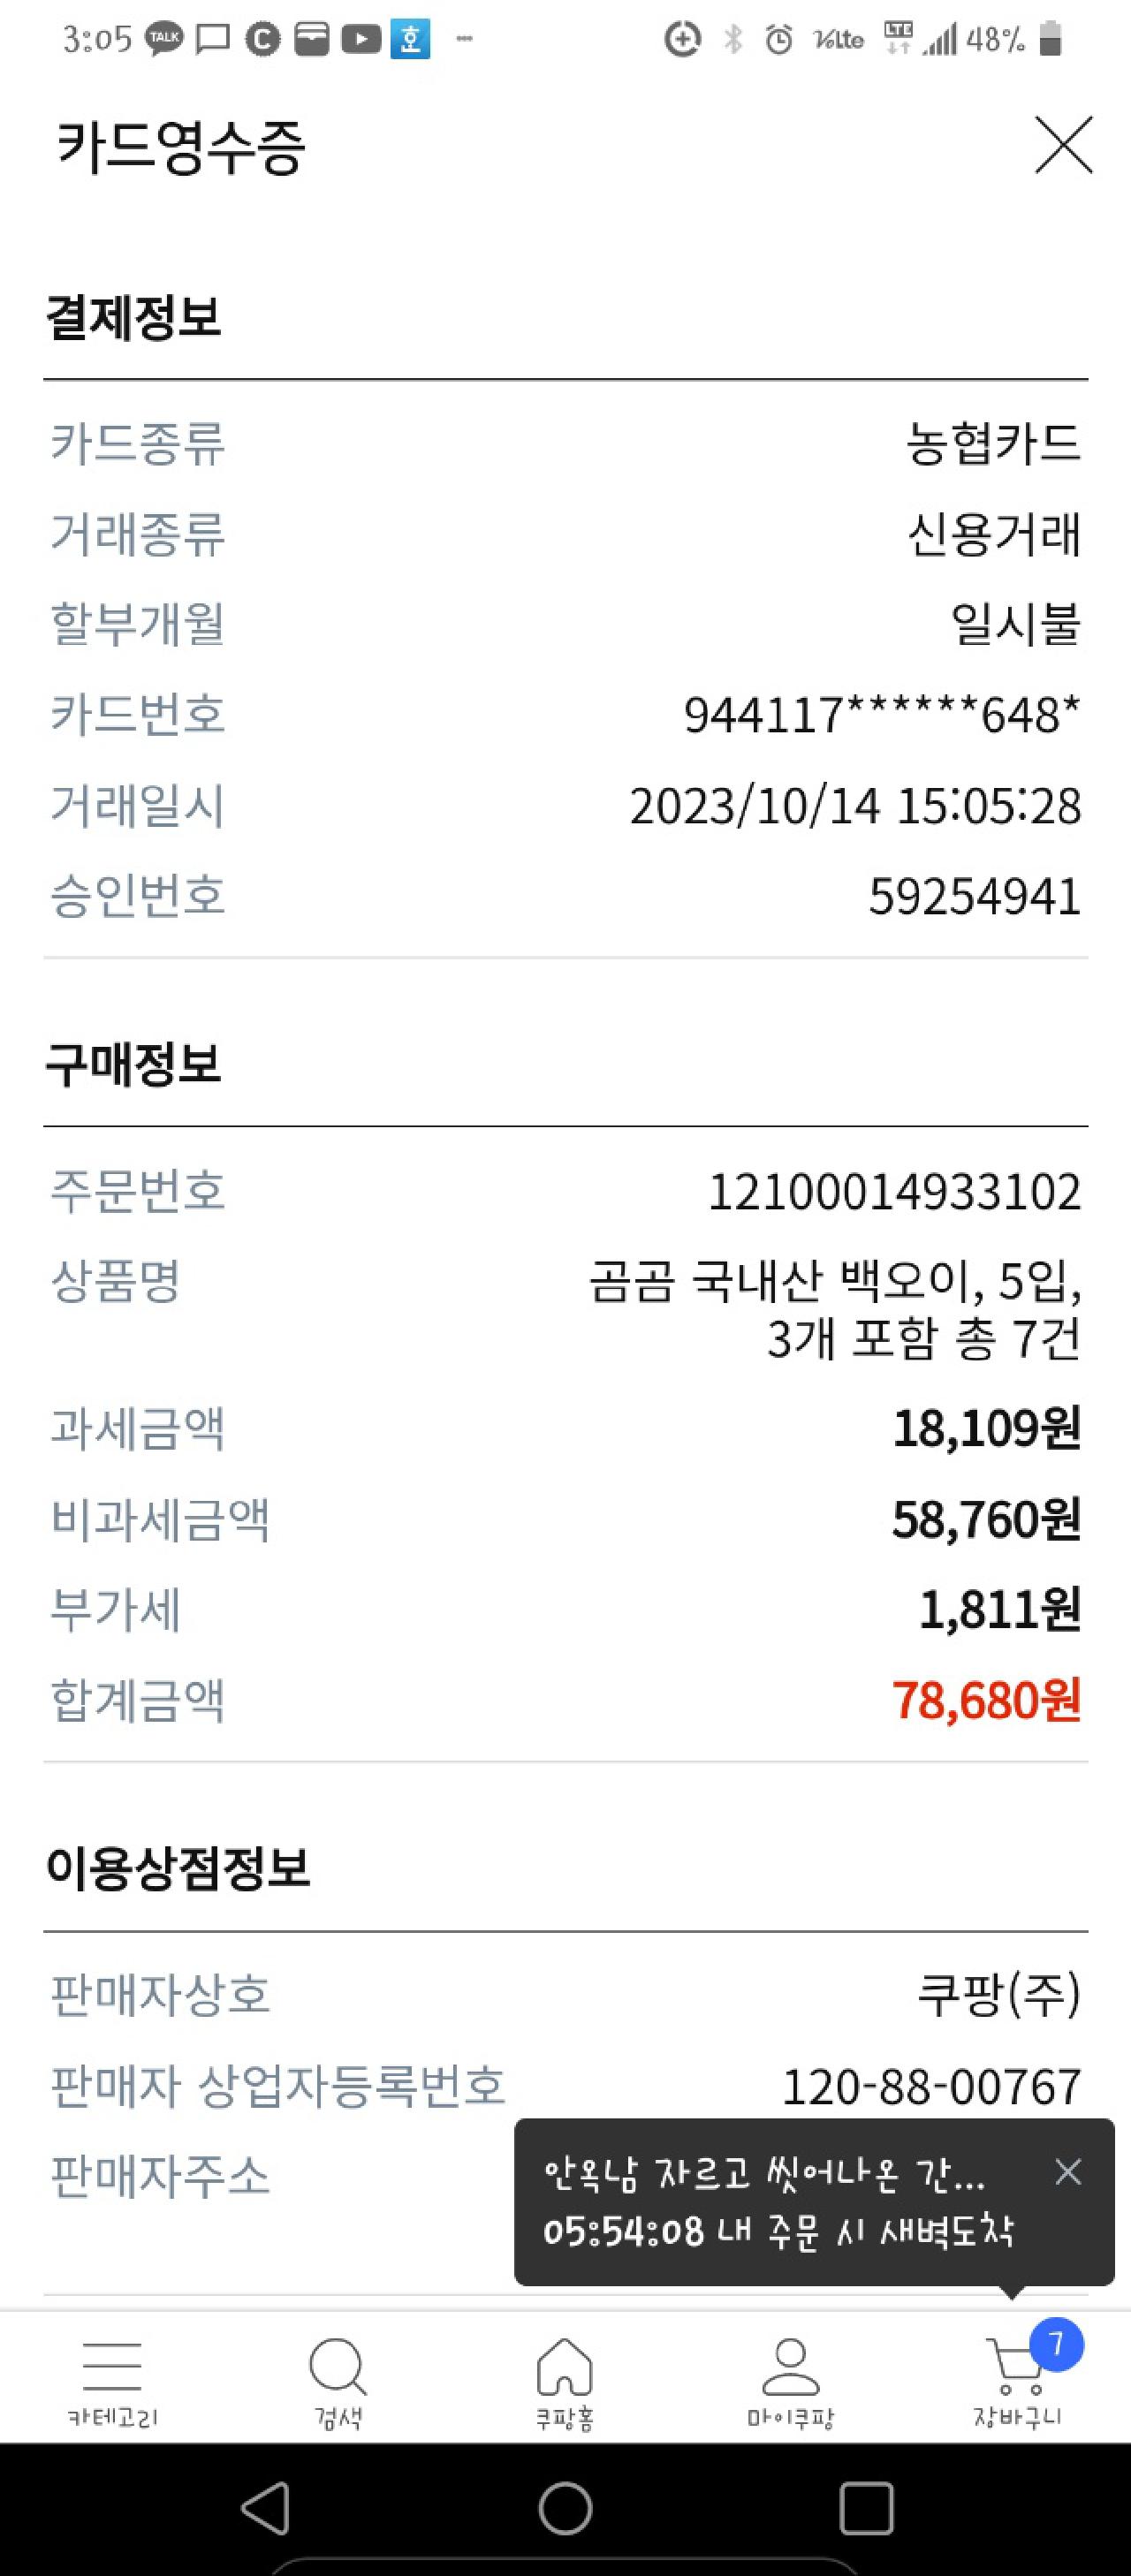 3:05 TALK C 호 48%
Volte LTE
카드영수증
결제정보
카드종류 농협카드
거래종류 신용거래
할부개월 일시불
카드번호 944117******648*
거래일시 2023/10/14 15:05:28
승인번호 59254941
구매정보
주문번호 12100014933102
상품명 곰곰 국내산 백오이, 5입,
3개 포함 총 7건
과세금액 18,109원
비과세금액 58,760원
부가세 1,811원
합계금액 78,680원
이용상점정보
판매자상호 쿠팡(주)
판매자 상업자등록번호 120-88-00767
판매자주소
안옥남 자르고 씻어나온 간...
05:54:08 내 주문 시 새벽도착
7
카테고리 검색 쿠팡홈 마이쿠팡 장바구니